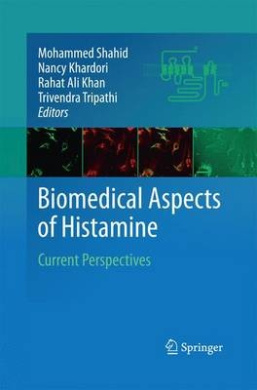 Mohammed Shahid
Nancy Khardori
Rahat Ali Khan
Trivendra Tripathi
Editors
Biomedical Aspects
of Histamine
Current Perspectives
Springer